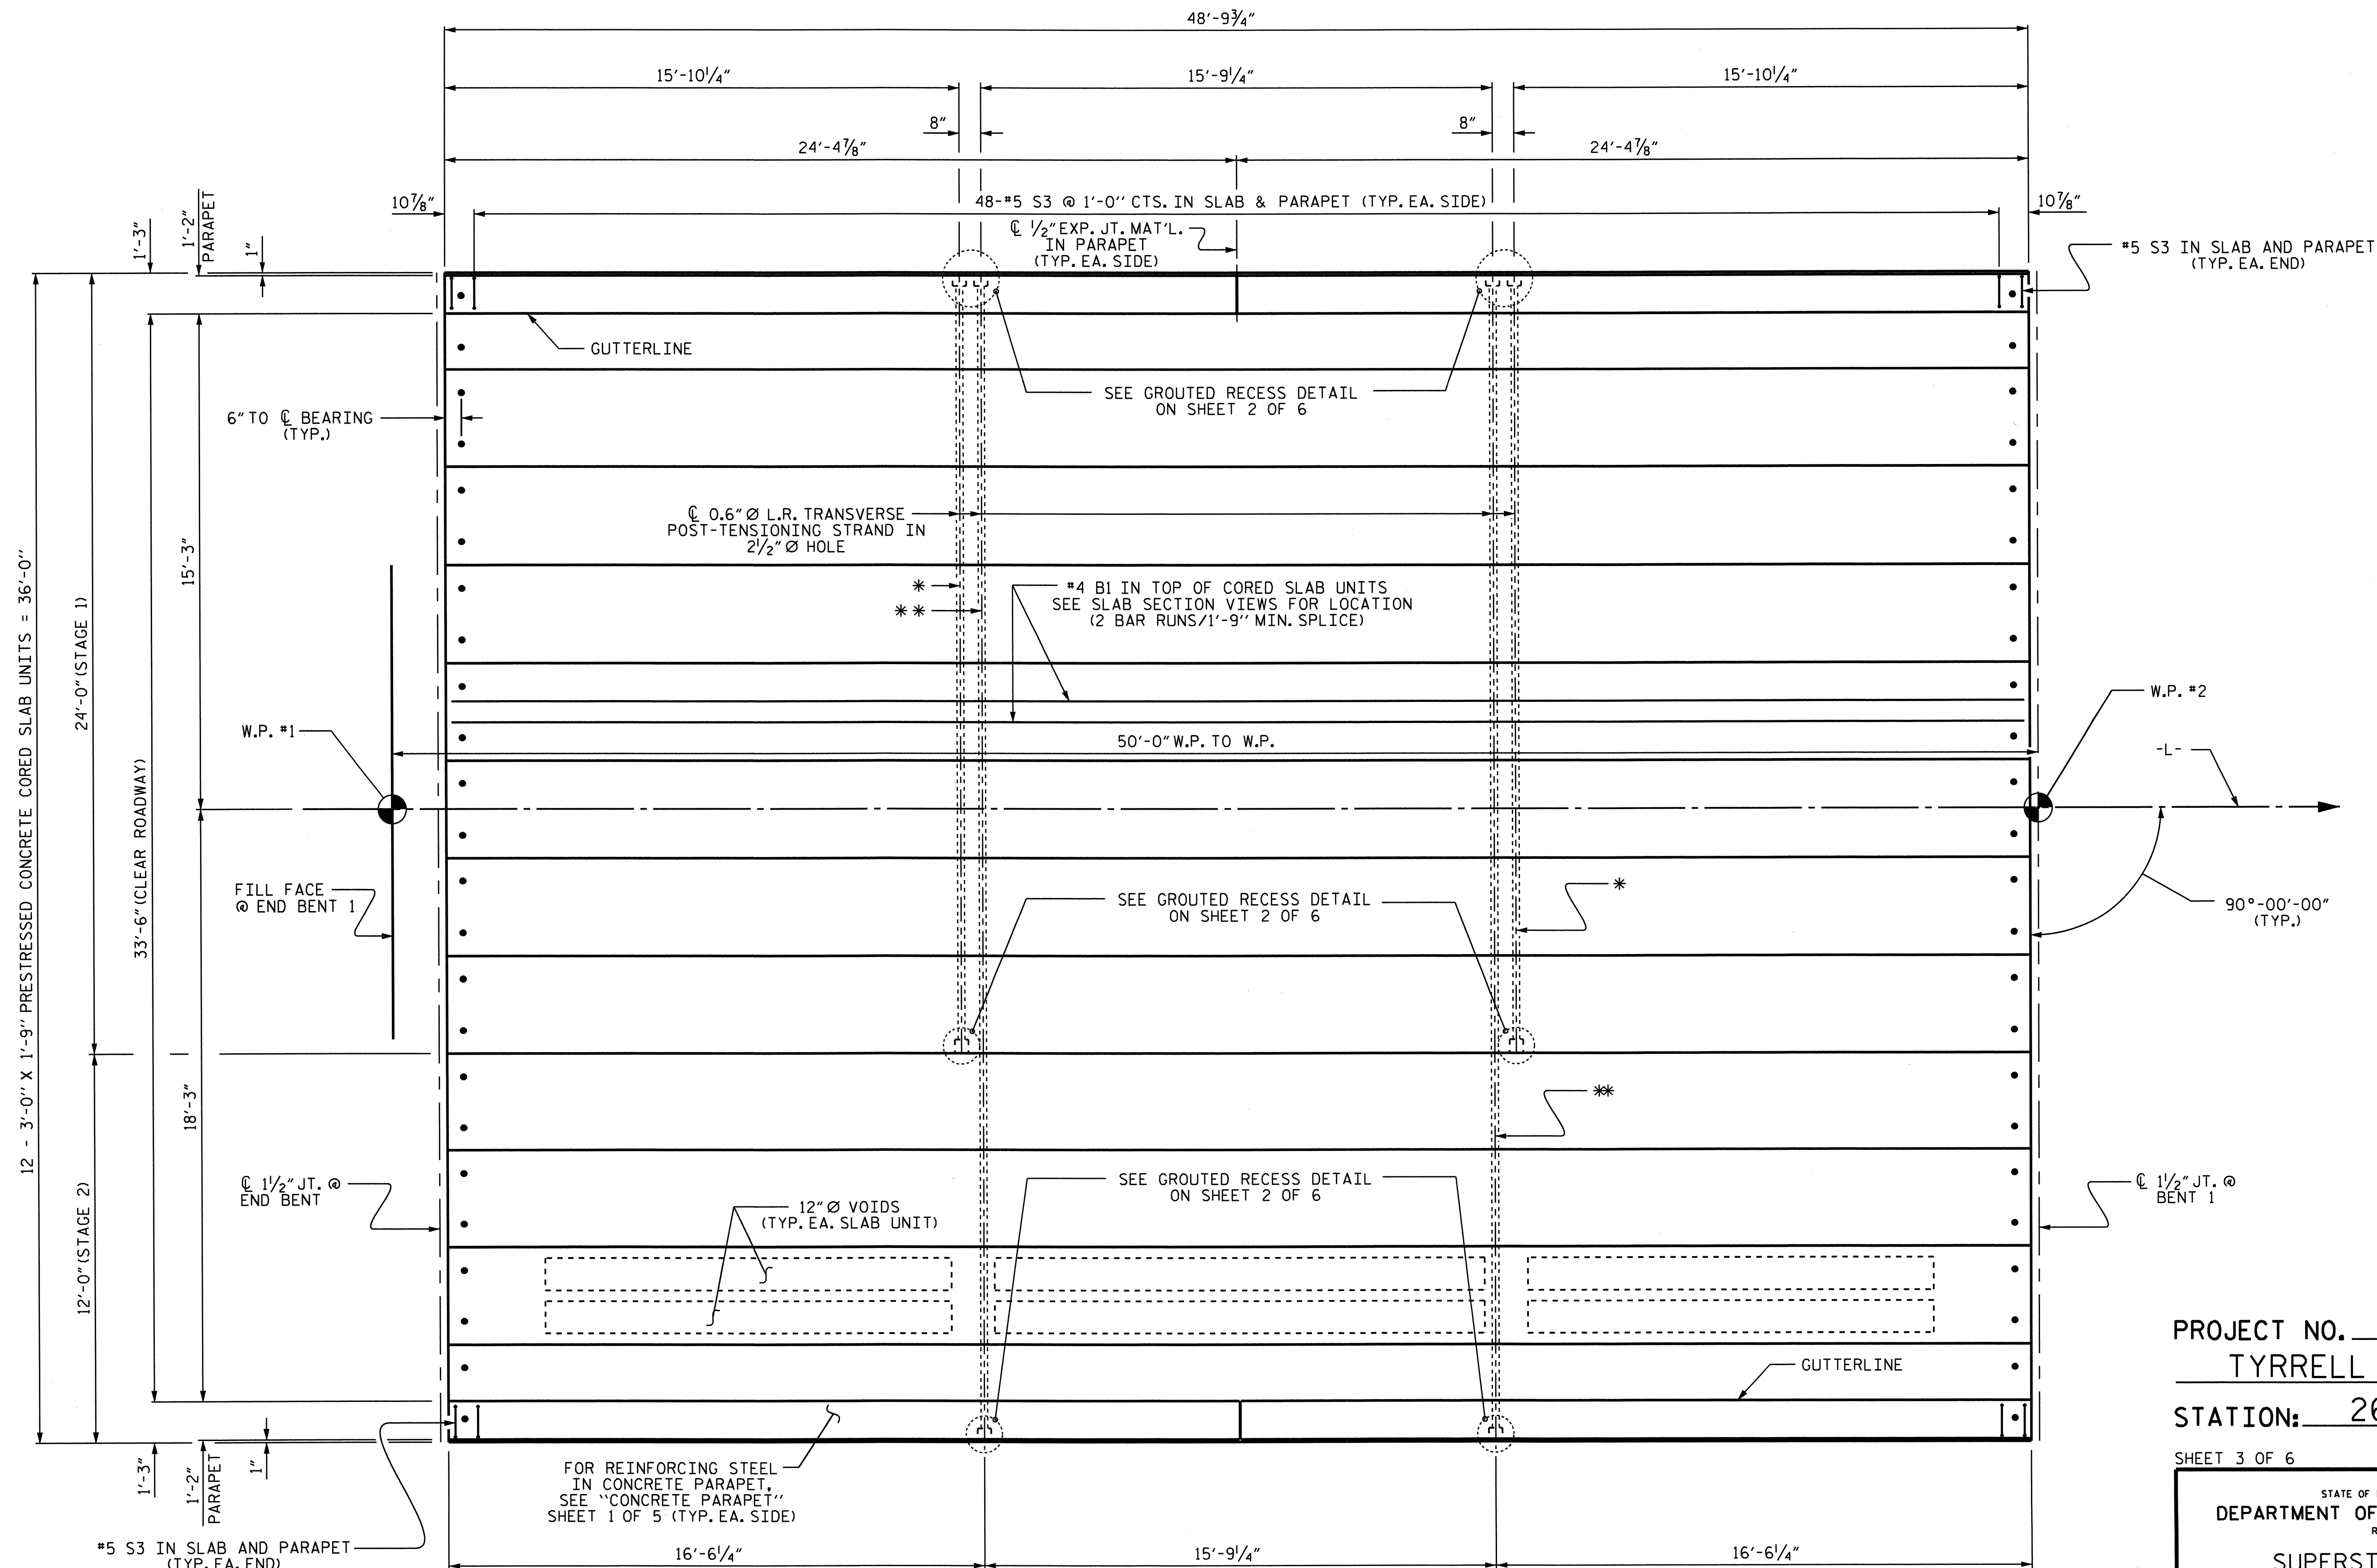 48'-9¾"
15'-10¼"
15'-9¼"
15'-10¼"
8"
8"
24'-4⅞"
24'-4⅞"
10⅞"
48-#5 S3 @ 1'-0'' CTS. IN SLAB & PARAPET (TYP. EA. SIDE)
10⅞"
1'-3"
1'-2"
PARAPET
1"
℄ ½" EXP. JT. MAT'L.
IN PARAPET
(TYP. EA. SIDE)
#5 S3 IN SLAB AND PARAPET
(TYP. EA. END)
GUTTERLINE
SEE GROUTED RECESS DETAIL
ON SHEET 2 OF 6
6" TO ℄ BEARING
(TYP.)
℄ 0.6" Ø L.R. TRANSVERSE
POST-TENSIONING STRAND IN
2½" Ø HOLE
*
**
#4 B1 IN TOP OF CORED SLAB UNITS
SEE SLAB SECTION VIEWS FOR LOCATION
(2 BAR RUNS/1'-9'' MIN. SPLICE)
12 - 3'-0'' X 1'-9'' PRESTRESSED CONCRETE CORED SLAB UNITS = 36'-0''
24'-0" (STAGE 1)
33'-6" (CLEAR ROADWAY)
15'-3"
W.P. #1
50'-0" W.P. TO W.P.
W.P. #2
-L-
FILL FACE
@ END BENT 1
SEE GROUTED RECESS DETAIL
ON SHEET 2 OF 6
*
90°-00'-00"
(TYP.)
18'-3"
**
12'-0" (STAGE 2)
℄ 1½" JT. @
END BENT
12" Ø VOIDS
(TYP. EA. SLAB UNIT)
SEE GROUTED RECESS DETAIL
ON SHEET 2 OF 6
℄ 1½" JT. @
BENT 1
GUTTERLINE
1'-3"
1'-2"
PARAPET
1"
FOR REINFORCING STEEL
IN CONCRETE PARAPET,
SEE ``CONCRETE PARAPET''
SHEET 1 OF 5 (TYP. EA. SIDE)
#5 S3 IN SLAB AND PARAPET
(TYP. EA. END)
16'-6¼"
15'-9¼"
16'-6¼"
PROJECT NO.
TYRRELL
STATION: 26
SHEET 3 OF 6
STATE OF
DEPARTMENT OF
R
SUPERST